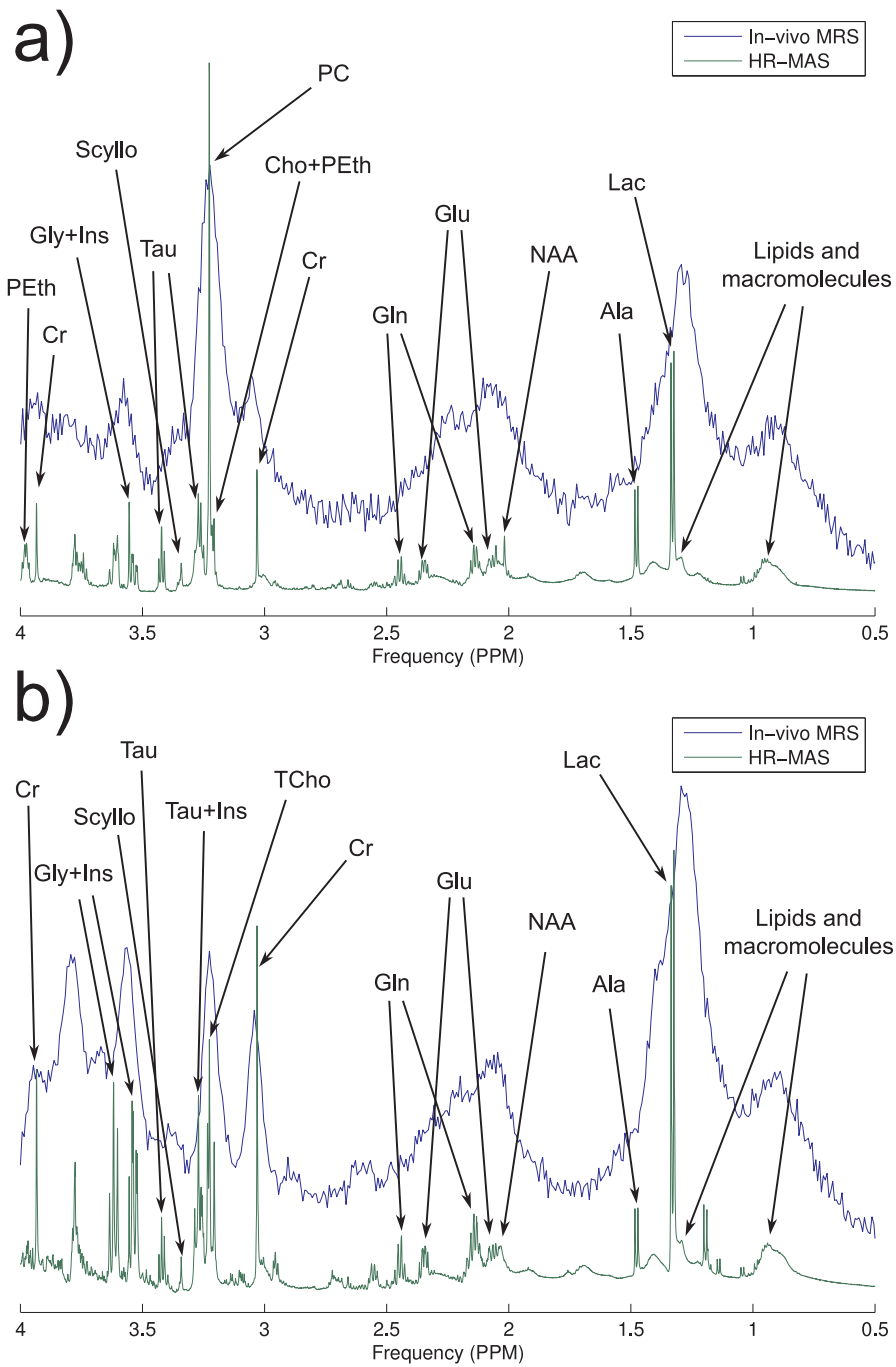 a)
In-vivo MRS
HR-MAS
PC
Scyllo
Cho+PEth
Lac
Glu
Gly+Ins
Tau
Lipids and
macromolecules
NAA
Cr
PEth
Gln
Ala
Cr
4
3.5
3
2.5
2
1.5
1
0.5
Frequency (PPM)
b)
In-vivo MRS
HR-MAS
Tau
Lac
TCho
Cr
Scyllo
Tau+Ins
Cr
Gly+Ins
Glu
NAA
Lipids and
macromolecules
Gln
Ala
4
3.5
3
2.5
2
1.5
1
0.5
Frequency (PPM)